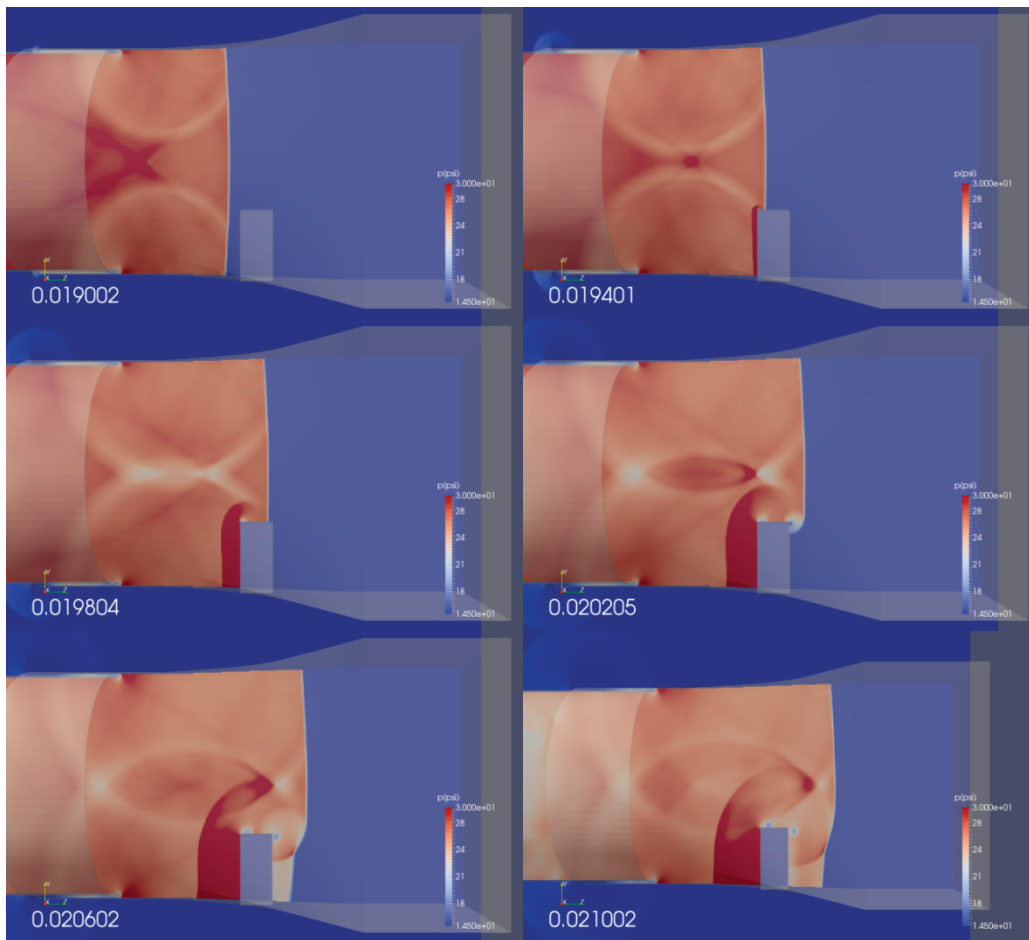 p(psi)
3.000e+01
28
24
21
18
1.450e+01
Y
X Z
0.019002
p(psi)
3.000e+01
28
24
21
18
1.450e+01
Y
X Z
0.019401
p(psi)
3.000e+01
28
24
21
18
1.450e+01
Y
X Z
0.019804
p(psi)
3.000e+01
28
24
21
18
1.450e+01
Y
X Z
0.020205
p(psi)
3.000e+01
28
24
21
18
1.450e+01
Y
X Z
0.020602
p(psi)
3.000e+01
28
24
21
18
1.450e+01
Y
X Z
0.021002